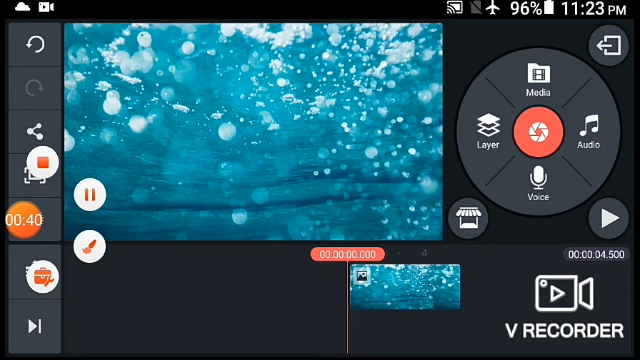 96% 11:23 PM
Media
Layer
Audio
Voice
00:40
00:00:00.000
4
00:00:04.500
V RECORDER